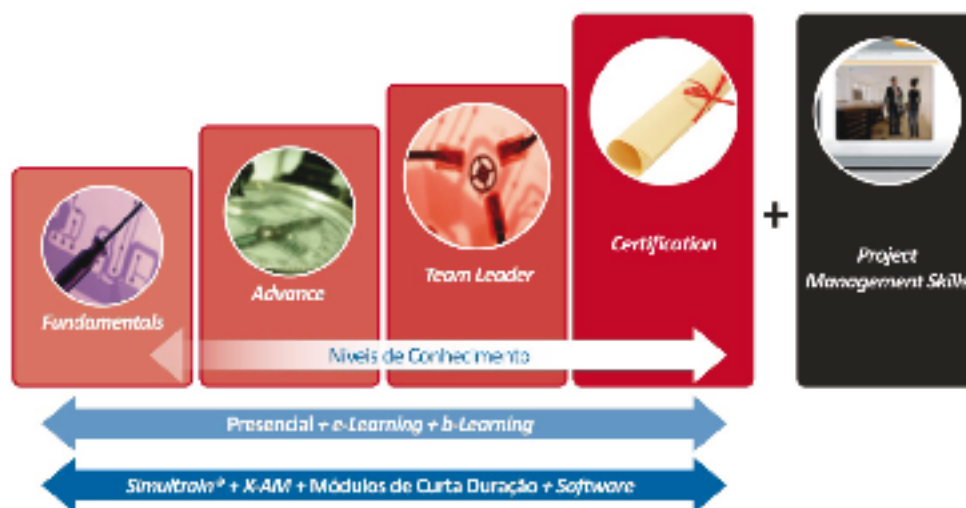 Fundamentals
Advance
Team Leader
Certification
+
Project
Management Skills
Níveis de Conhecimento
Presencial + e-Learning + b-Learning
Simultrain® + X-AM + Módulos de Curta Duração + Software